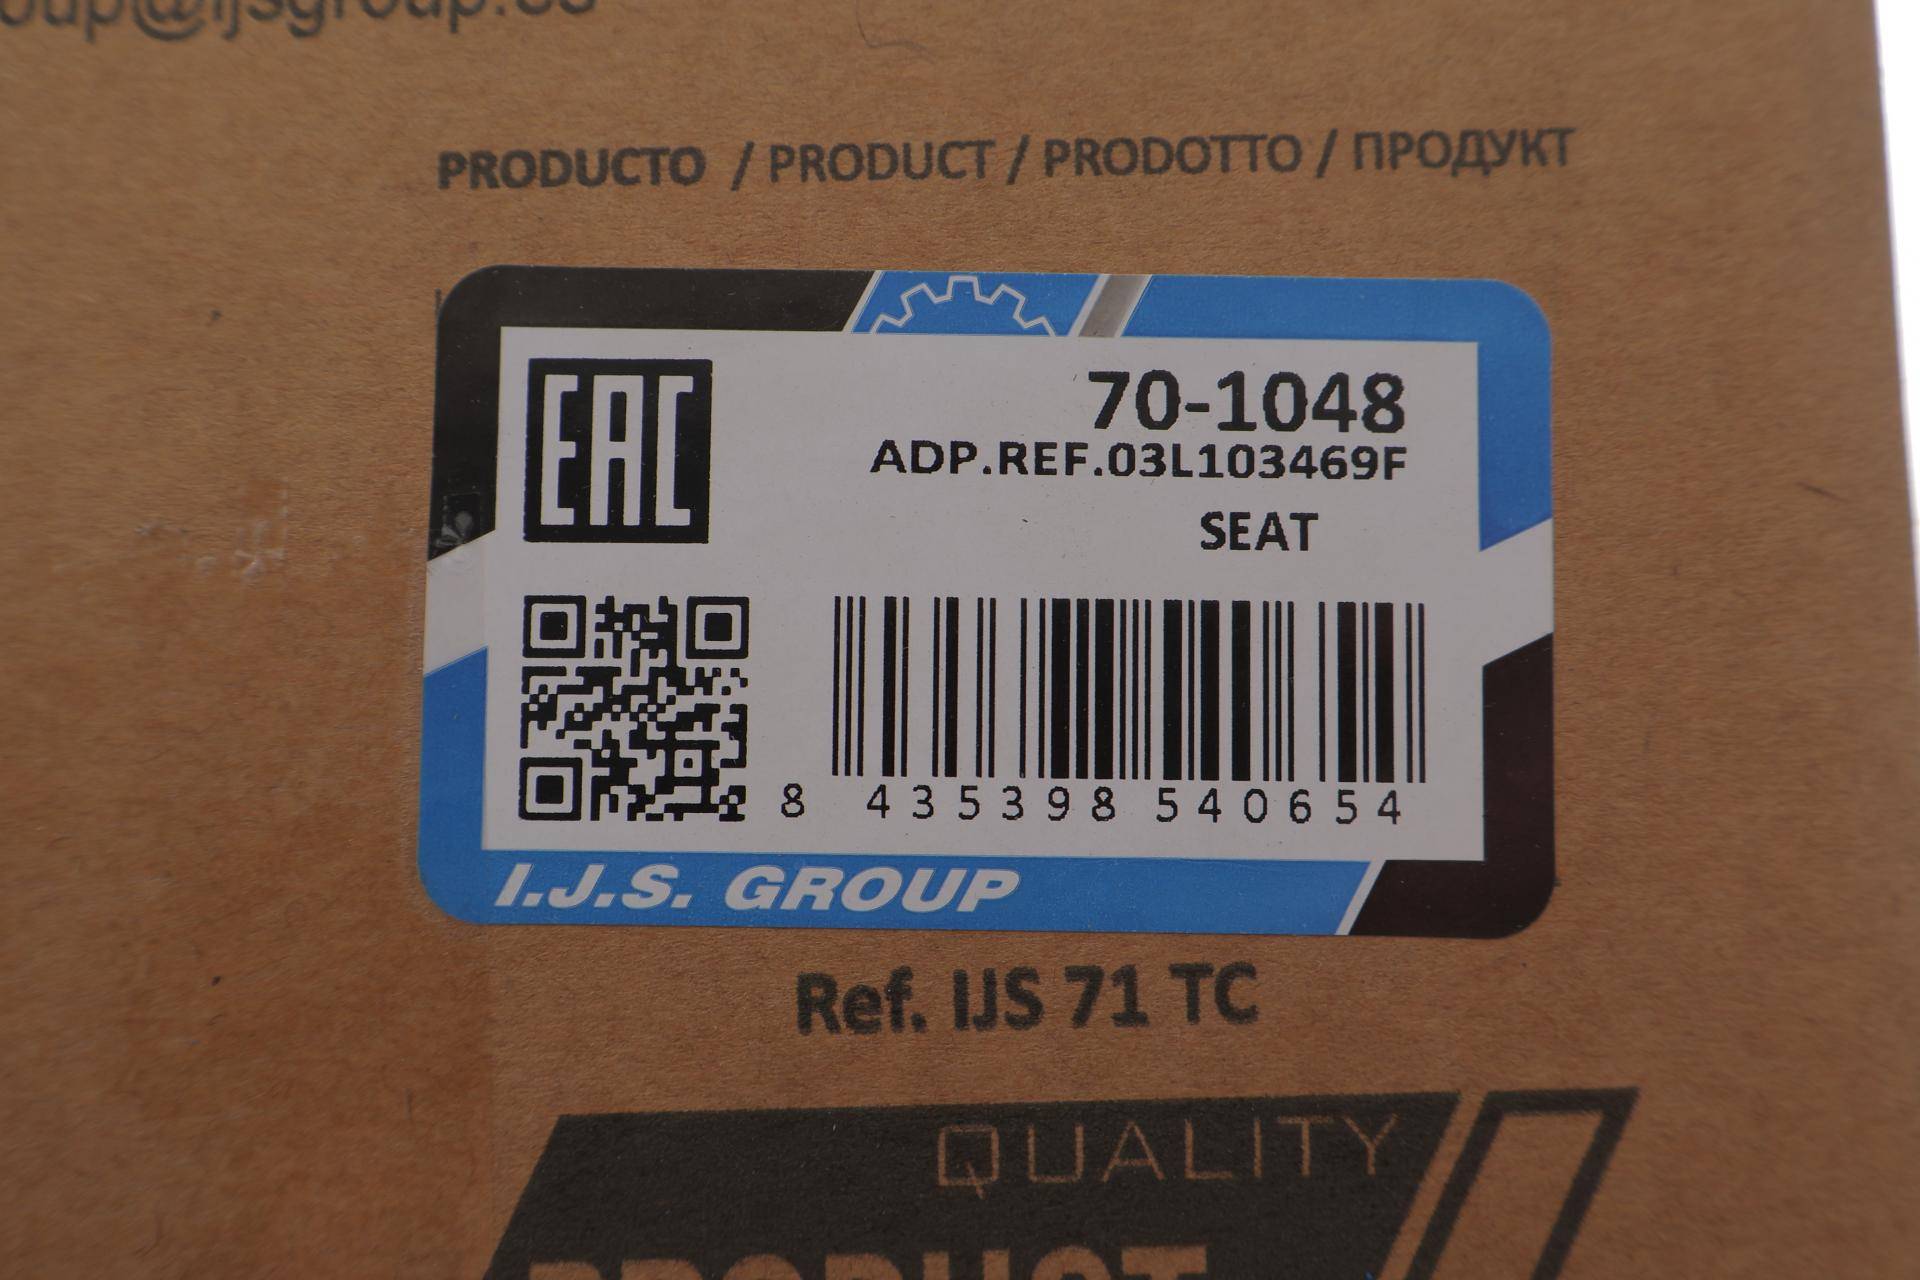 PRODUCTO / PRODUCT / PRODOTTO / ПРОДУКТ
EAC
70-1048
ADP.REF.03L103469F
SEAT
8 435398 540654
I.J.S. GROUP
Ref. IJS 71 TC
QUALITY
PRODUCT